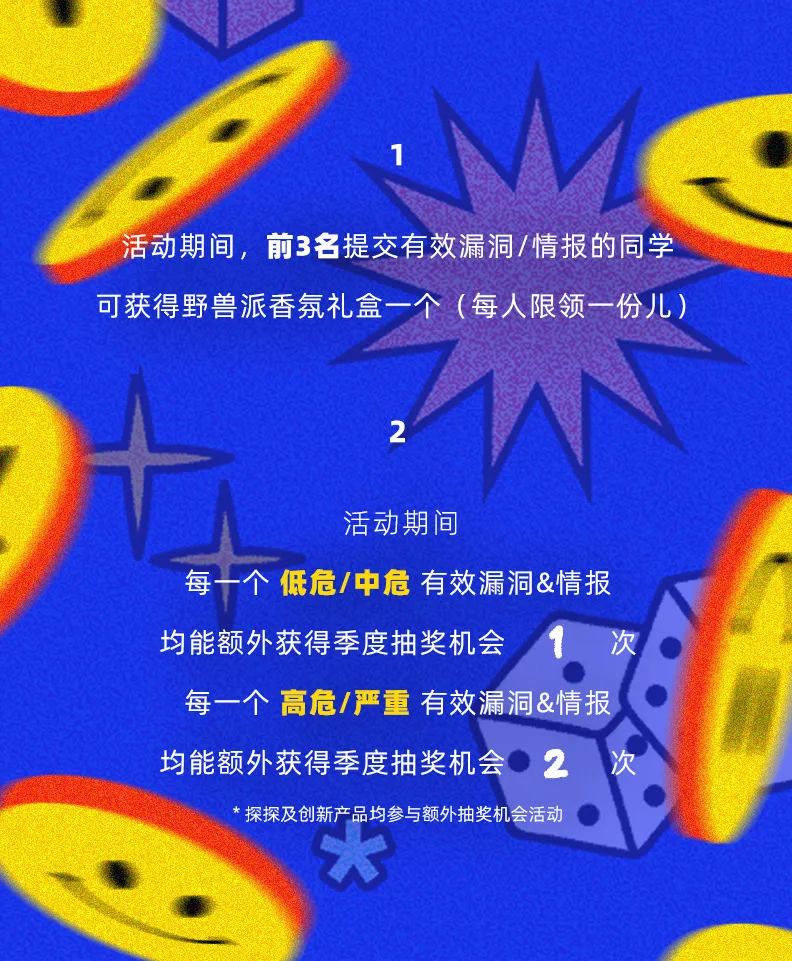 1
活动期间，前3名提交有效漏洞/情报的同学
可获得野兽派香氛礼盒一个（每人限领一份儿）
2
活动期间
每一个 低危/中危 有效漏洞&情报
均能额外获得季度抽奖机会 1 次
每一个 高危/严重 有效漏洞&情报
均能额外获得季度抽奖机会 2 次
* 探探及创新产品均参与额外抽奖机会活动